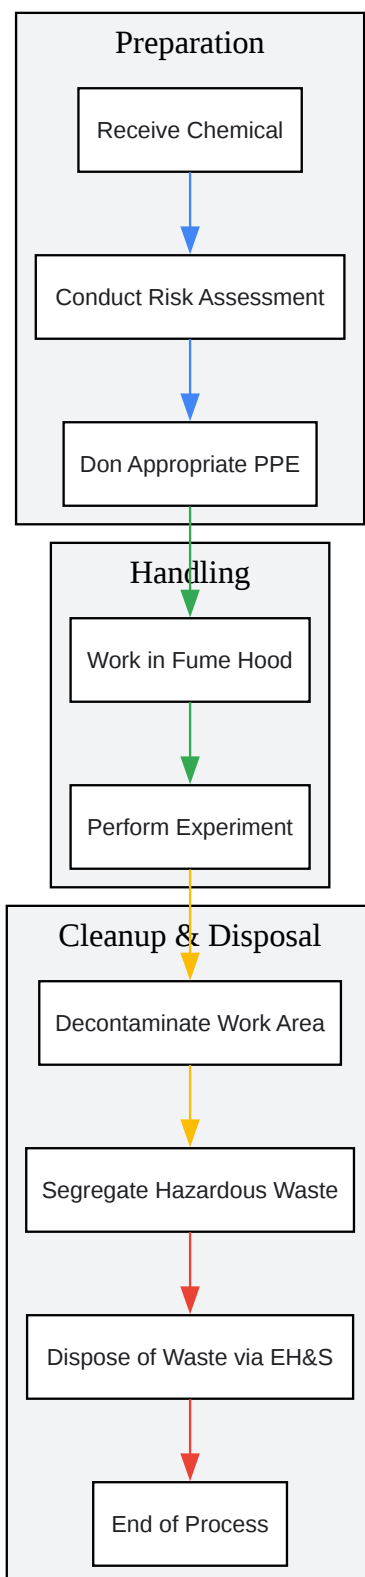 Preparation
Receive Chemical
Conduct Risk Assessment
Don Appropriate PPE
Handling
Work in Fume Hood
Perform Experiment
Cleanup & Disposal
Decontaminate Work Area
Segregate Hazardous Waste
Dispose of Waste via EH&S
End of Process